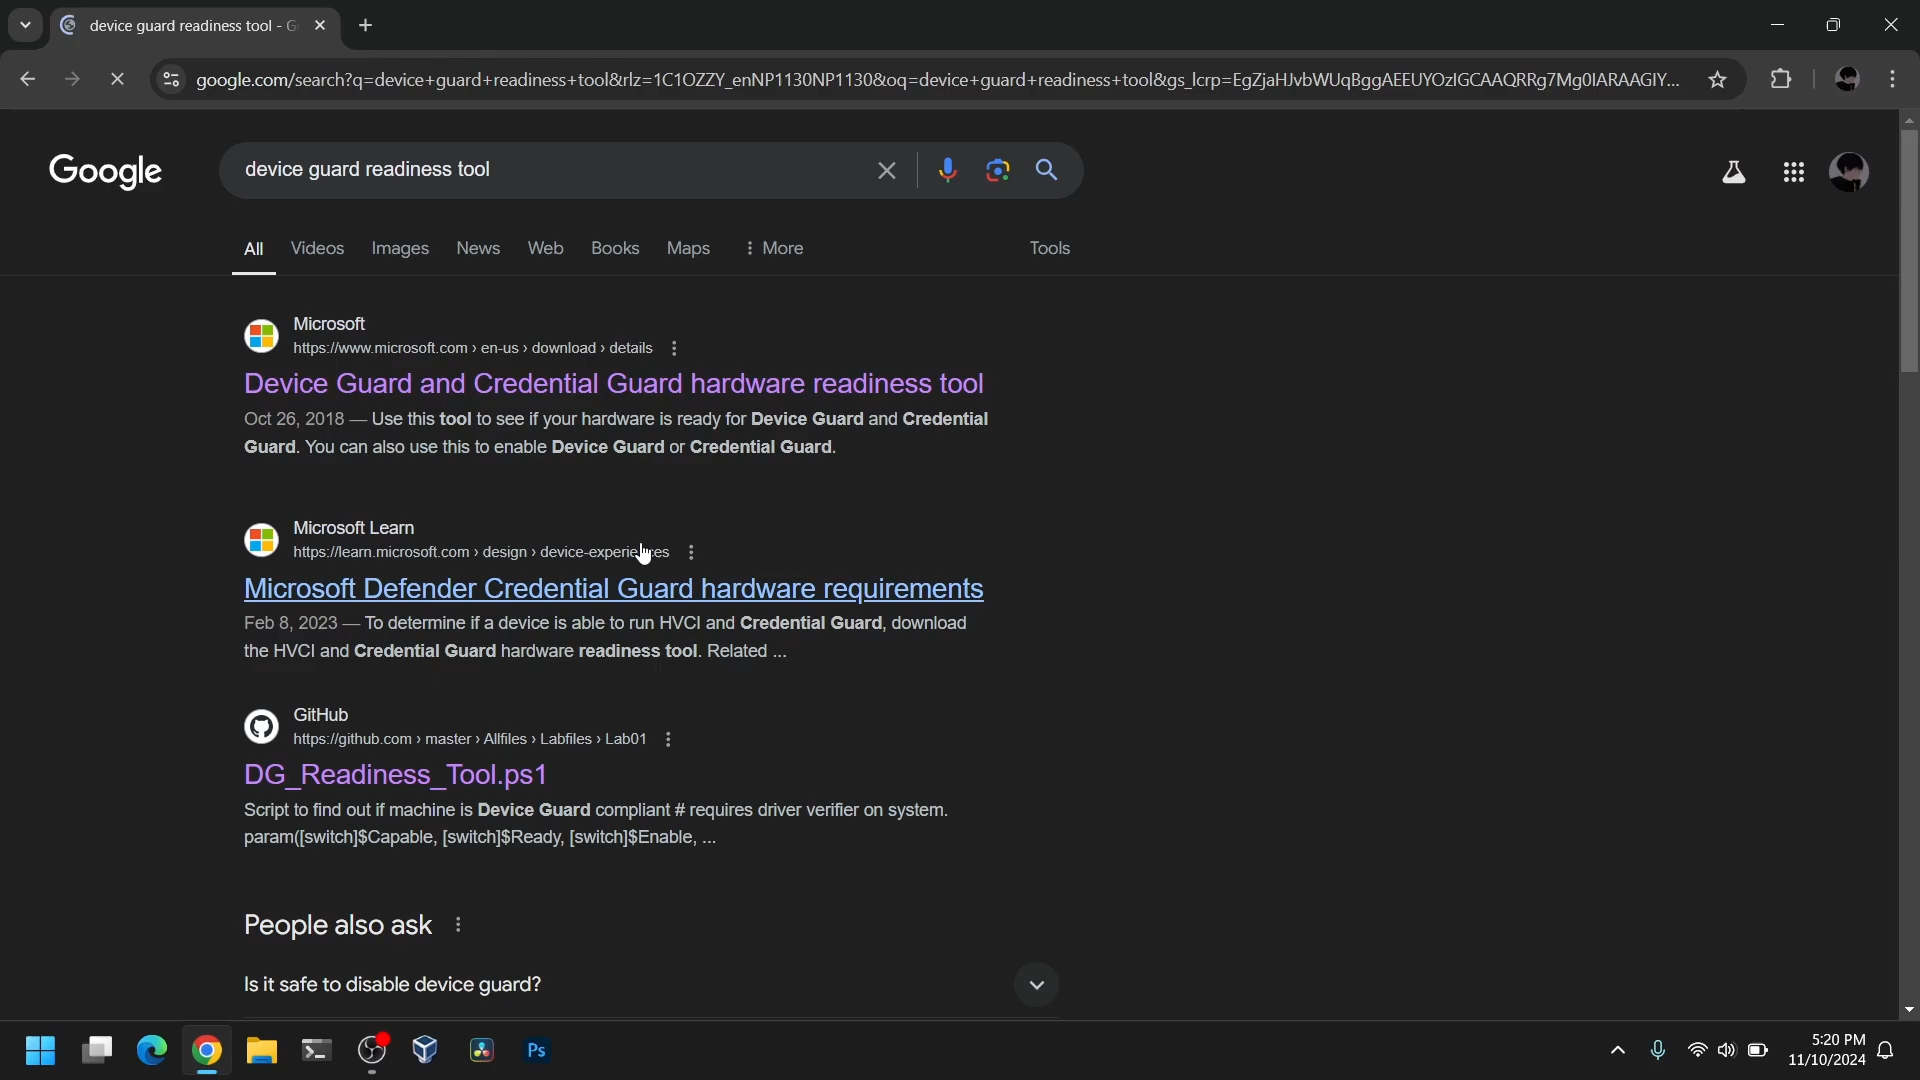 device guard readiness tool - G
google.com/search?q=device+guard+readiness+tool&rlz=1C1OZZY_enNP1130NP1130&oq=device+guard+readiness+tool&gs_lcrp=EgZjaHJvbWUqBggAEEUYOzIGCAAQRRg7Mg0IARAAGIY...
Google
device guard readiness tool
All Videos Images News Web Books Maps More Tools
Microsoft
https://www.microsoft.com › en-us › download › details
Device Guard and Credential Guard hardware readiness tool
Oct 26, 2018 — Use this tool to see if your hardware is ready for Device Guard and Credential
Guard. You can also use this to enable Device Guard or Credential Guard.
Microsoft Learn
https://learn.microsoft.com › design › device-experiences
Microsoft Defender Credential Guard hardware requirements
Feb 8, 2023 — To determine if a device is able to run HVCI and Credential Guard, download
the HVCI and Credential Guard hardware readiness tool. Related ...
GitHub
https://github.com › master › Allfiles › Labfiles › Lab01
DG_Readiness_Tool.ps1
Script to find out if machine is Device Guard compliant # requires driver verifier on system.
param([switch]$Capable, [switch]$Ready, [switch]$Enable, ...
People also ask
Is it safe to disable device guard?
Ps
5:20 PM
11/10/2024